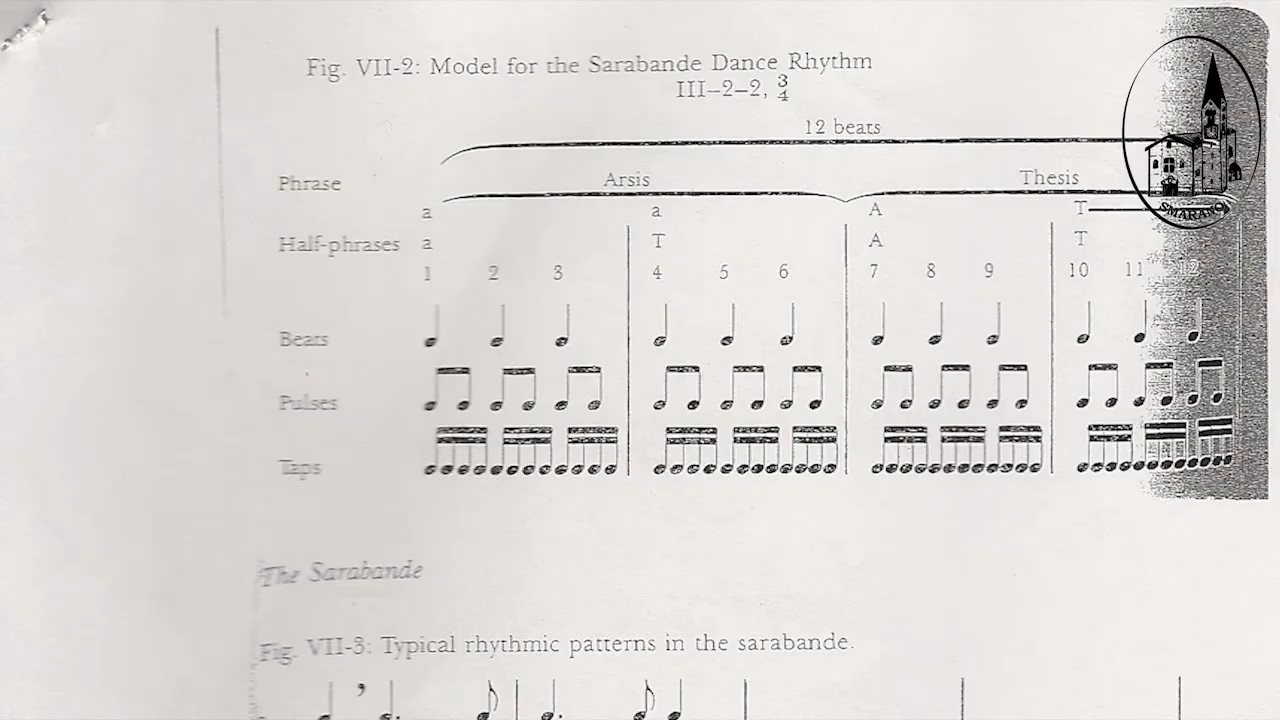 Fig. VII-2: Model for the Sarabande Dance Rhythm
III–2–2, 3/4
12 beats
Phrase Arsis Thesis
a a A T
Half-phrases a T A T
1 2 3 4 5 6 7 8 9 10 11 12
Beats
Pulses
Taps
The Sarabande
Fig. VII-3: Typical rhythmic patterns in the sarabande.
SMARANO